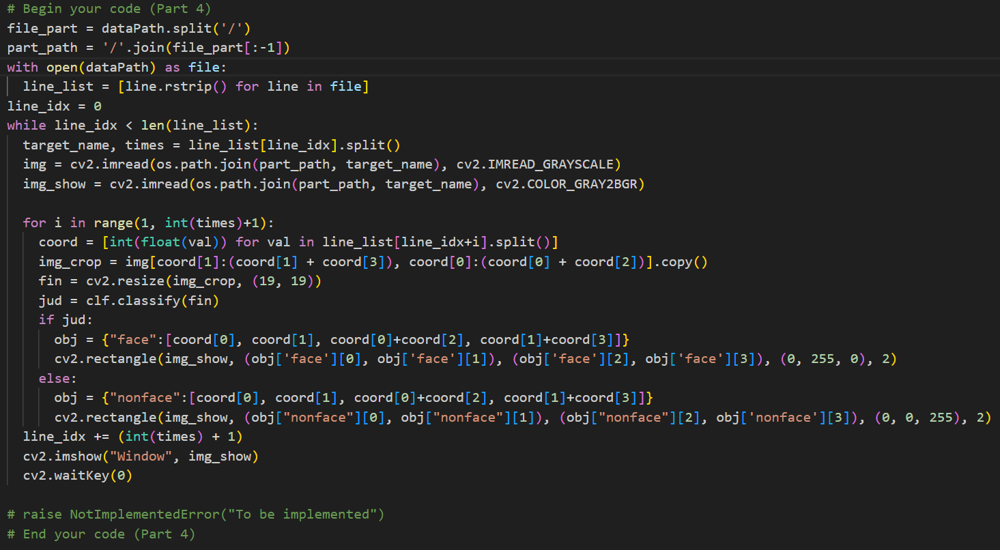 # Begin your code (Part 4)
file_part = dataPath.split('/')
part_path = '/'.join(file_part[:-1])
with open(dataPath) as file:
  line_list = [line.rstrip() for line in file]
line_idx = 0
while line_idx < len(line_list):
  target_name, times = line_list[line_idx].split()
  img = cv2.imread(os.path.join(part_path, target_name), cv2.IMREAD_GRAYSCALE)
  img_show = cv2.imread(os.path.join(part_path, target_name), cv2.COLOR_GRAY2BGR)

  for i in range(1, int(times)+1):
    coord = [int(float(val)) for val in line_list[line_idx+i].split()]
    img_crop = img[coord[1]:(coord[1] + coord[3]), coord[0]:(coord[0] + coord[2])].copy()
    fin = cv2.resize(img_crop, (19, 19))
    jud = clf.classify(fin)
    if jud:
      obj = {"face":[coord[0], coord[1], coord[0]+coord[2], coord[1]+coord[3]]}
      cv2.rectangle(img_show, (obj['face'][0], obj['face'][1]), (obj['face'][2], obj['face'][3]), (0, 255, 0), 2)
    else:
      obj = {"nonface":[coord[0], coord[1], coord[0]+coord[2], coord[1]+coord[3]]}
      cv2.rectangle(img_show, (obj["nonface"][0], obj["nonface"][1]), (obj["nonface"][2], obj['nonface'][3]), (0, 0, 255), 2)
  line_idx += (int(times) + 1)
  cv2.imshow("Window", img_show)
  cv2.waitKey(0)

# raise NotImplementedError("To be implemented")
# End your code (Part 4)